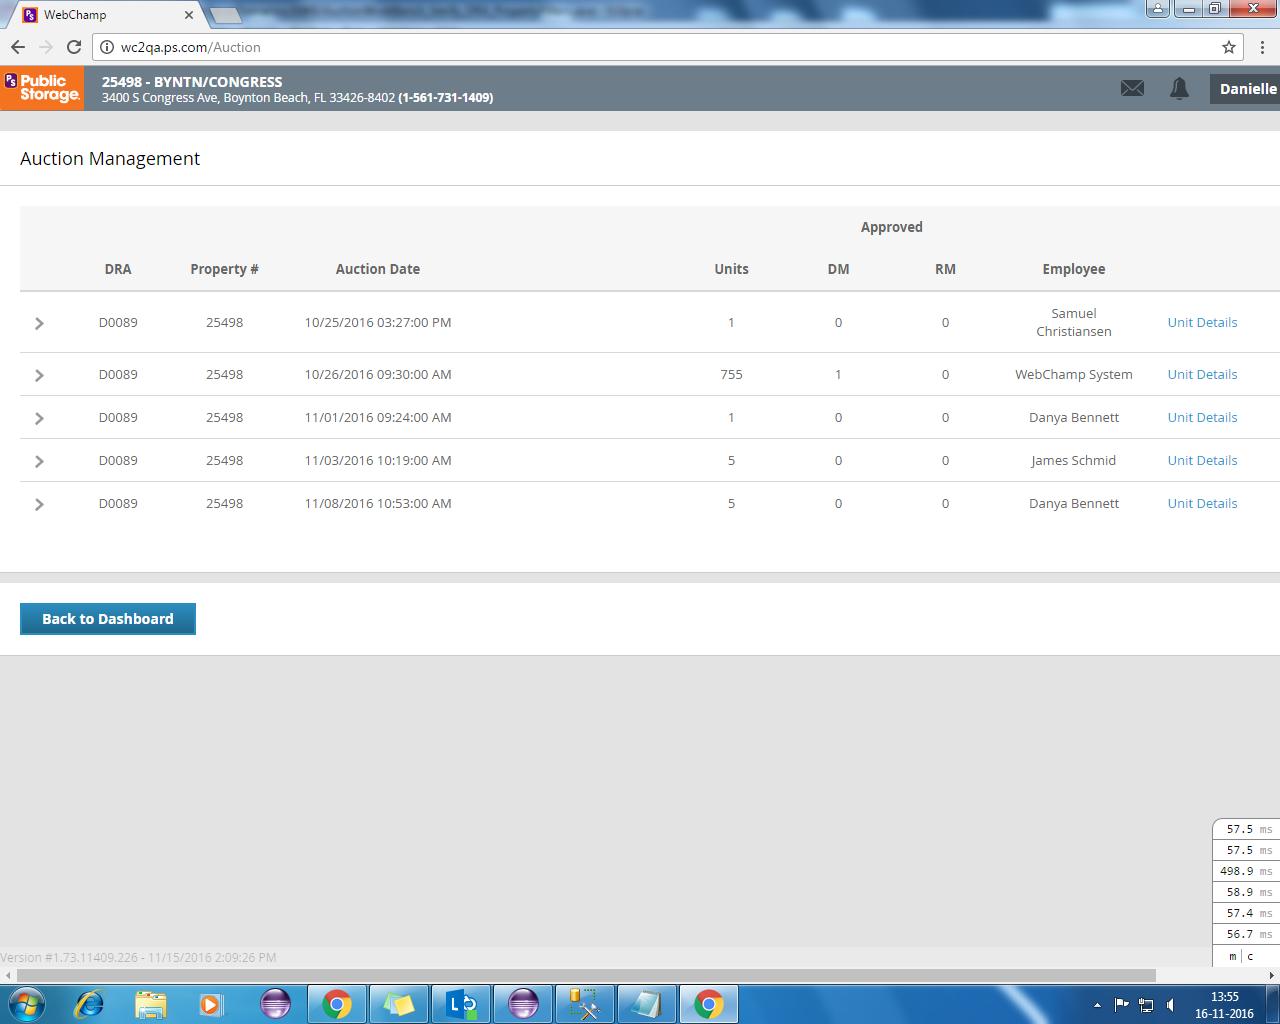 WebChamp
wc2qa.ps.com/Auction
PS Public Storage.
25498 - BYNTN/CONGRESS
3400 S Congress Ave, Boynton Beach, FL 33426-8402 (1-561-731-1409)
Danielle
Auction Management
Approved
DRA Property # Auction Date Units DM RM Employee
D0089 25498 10/25/2016 03:27:00 PM 1 0 0 Samuel Christiansen Unit Details
D0089 25498 10/26/2016 09:30:00 AM 755 1 0 WebChamp System Unit Details
D0089 25498 11/01/2016 09:24:00 AM 1 0 0 Danya Bennett Unit Details
D0089 25498 11/03/2016 10:19:00 AM 5 0 0 James Schmid Unit Details
D0089 25498 11/08/2016 10:53:00 AM 5 0 0 Danya Bennett Unit Details
Back to Dashboard
57.5 ms
57.5 ms
498.9 ms
58.9 ms
57.4 ms
56.7 ms
m | c
Version #1.73.11409.226 - 11/15/2016 2:09:26 PM
13:55
16-11-2016